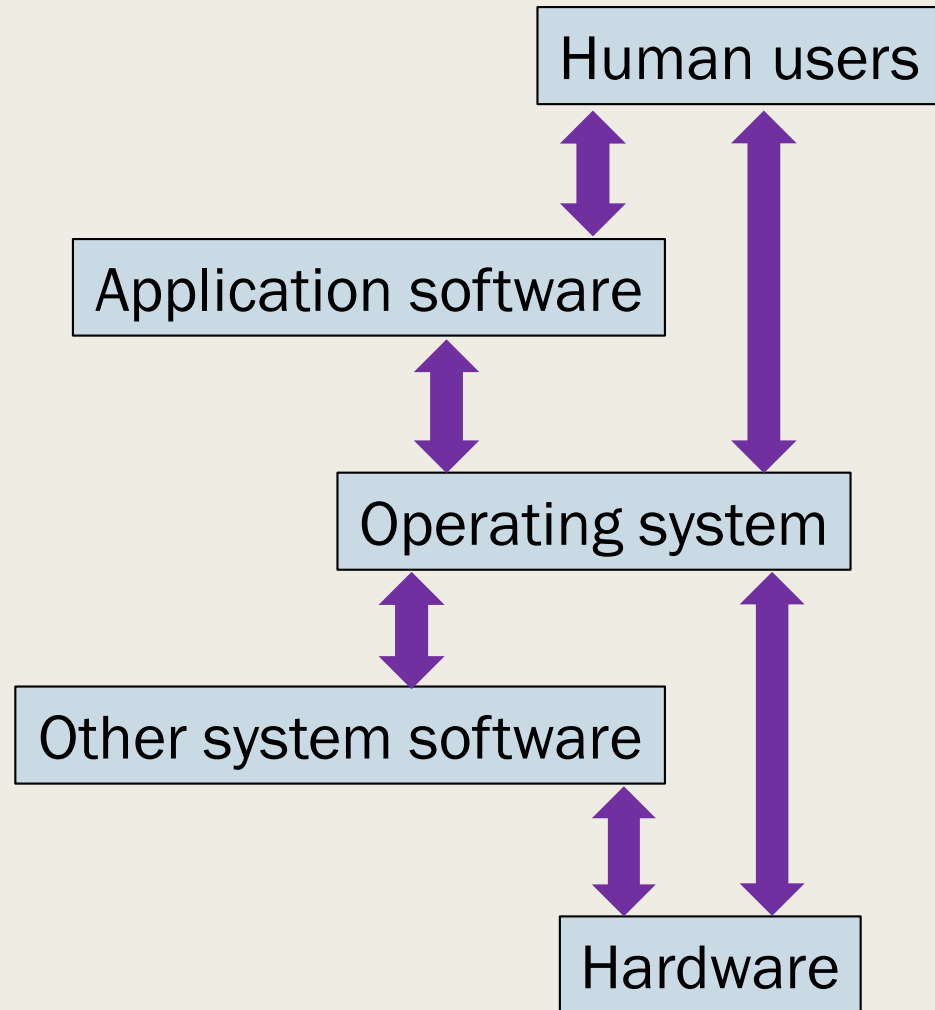 Human users
Application software
Operating system
Other system software
Hardware